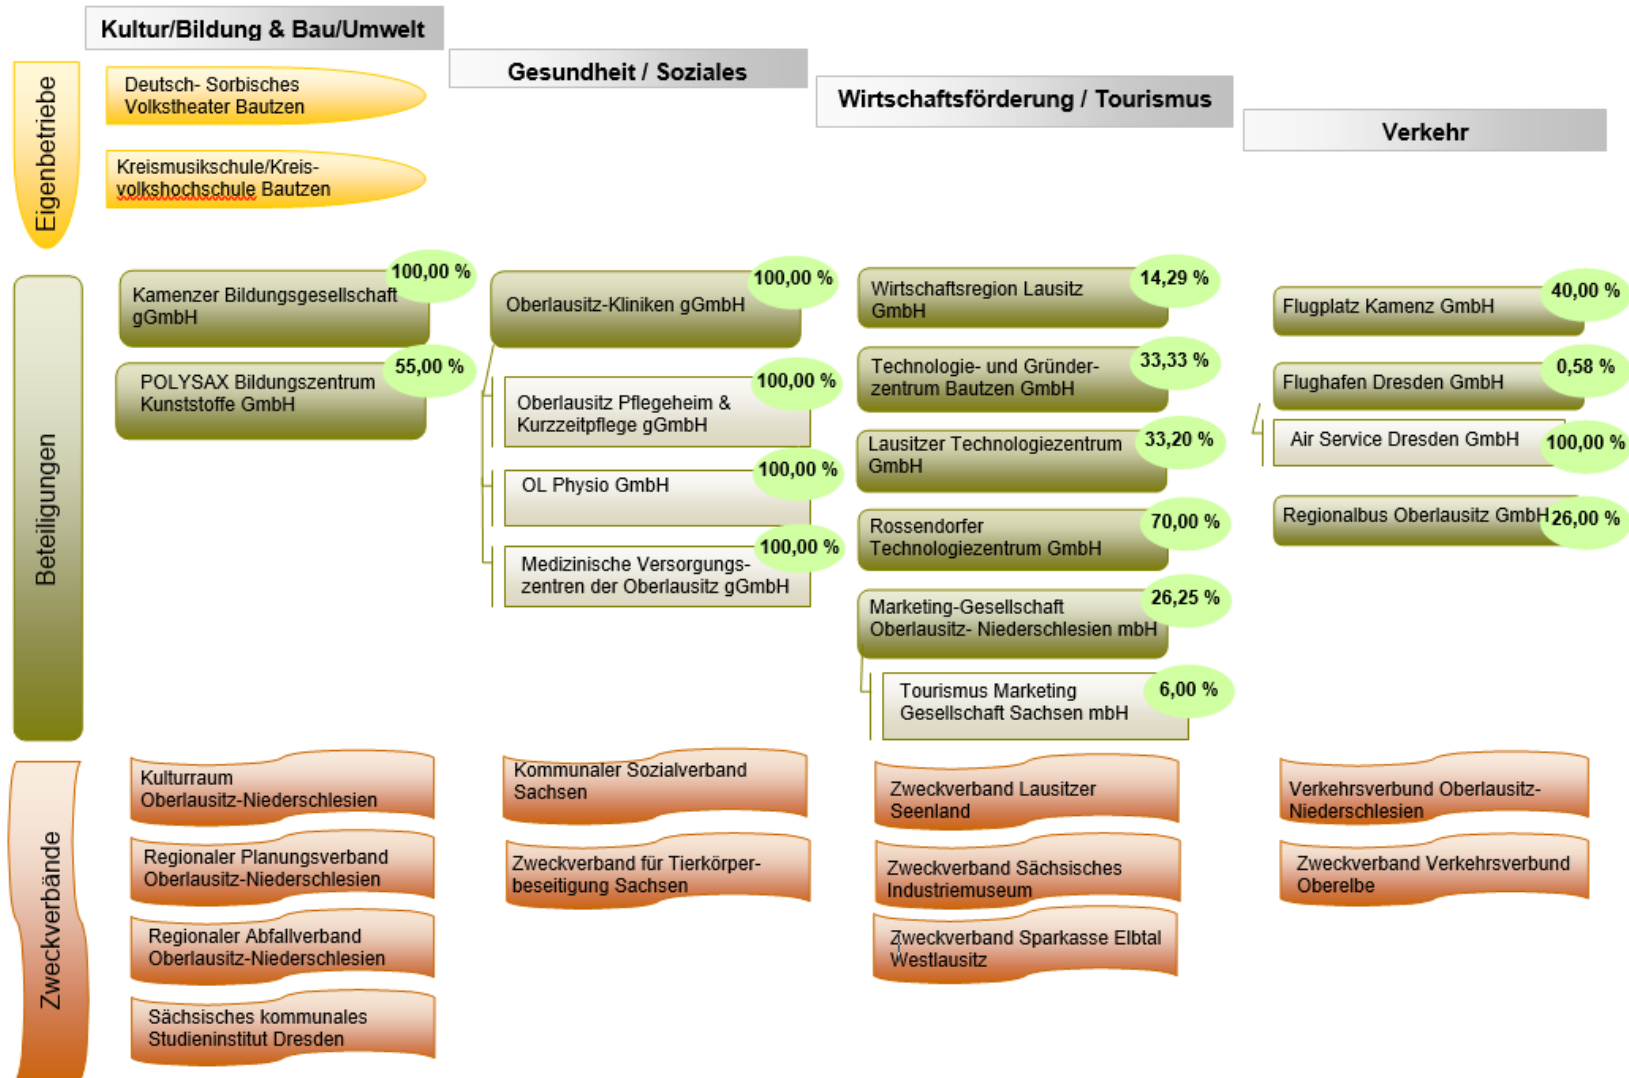 Kultur/Bildung & Bau/Umwelt
Gesundheit / Soziales
Wirtschaftsförderung / Tourismus
Verkehr
Eigenbetriebe
Deutsch- Sorbisches
Volkstheater Bautzen
Kreismusikschule/Kreis-
volkshochschule Bautzen
Beteiligungen
Kamenzer Bildungsgesellschaft
gGmbH
100,00 %
POLYSAX Bildungszentrum
Kunststoffe GmbH
55,00 %
Oberlausitz-Kliniken gGmbH
100,00 %
Oberlausitz Pflegeheim &
Kurzzeitpflege gGmbH
100,00 %
OL Physio GmbH
100,00 %
Medizinische Versorgungs-
zentren der Oberlausitz gGmbH
100,00 %
Wirtschaftsregion Lausitz
GmbH
14,29 %
Technologie- und Gründer-
zentrum Bautzen GmbH
33,33 %
Lausitzer Technologiezentrum
GmbH
33,20 %
Rossendorfer
Technologiezentrum GmbH
70,00 %
Marketing-Gesellschaft
Oberlausitz- Niederschlesien mbH
26,25 %
Tourismus Marketing
Gesellschaft Sachsen mbH
6,00 %
Flugplatz Kamenz GmbH
40,00 %
Flughafen Dresden GmbH
0,58 %
Air Service Dresden GmbH
100,00 %
Regionalbus Oberlausitz GmbH
26,00 %
Zweckverbände
Kulturraum
Oberlausitz-Niederschlesien
Regionaler Planungsverband
Oberlausitz-Niederschlesien
Regionaler Abfallverband
Oberlausitz-Niederschlesien
Sächsisches kommunales
Studieninstitut Dresden
Kommunaler Sozialverband
Sachsen
Zweckverband für Tierkörper-
beseitigung Sachsen
Zweckverband Lausitzer
Seenland
Zweckverband Sächsisches
Industriemuseum
Zweckverband Sparkasse Elbtal
Westlausitz
Verkehrsverbund Oberlausitz-
Niederschlesien
Zweckverband Verkehrsverbund
Oberelbe